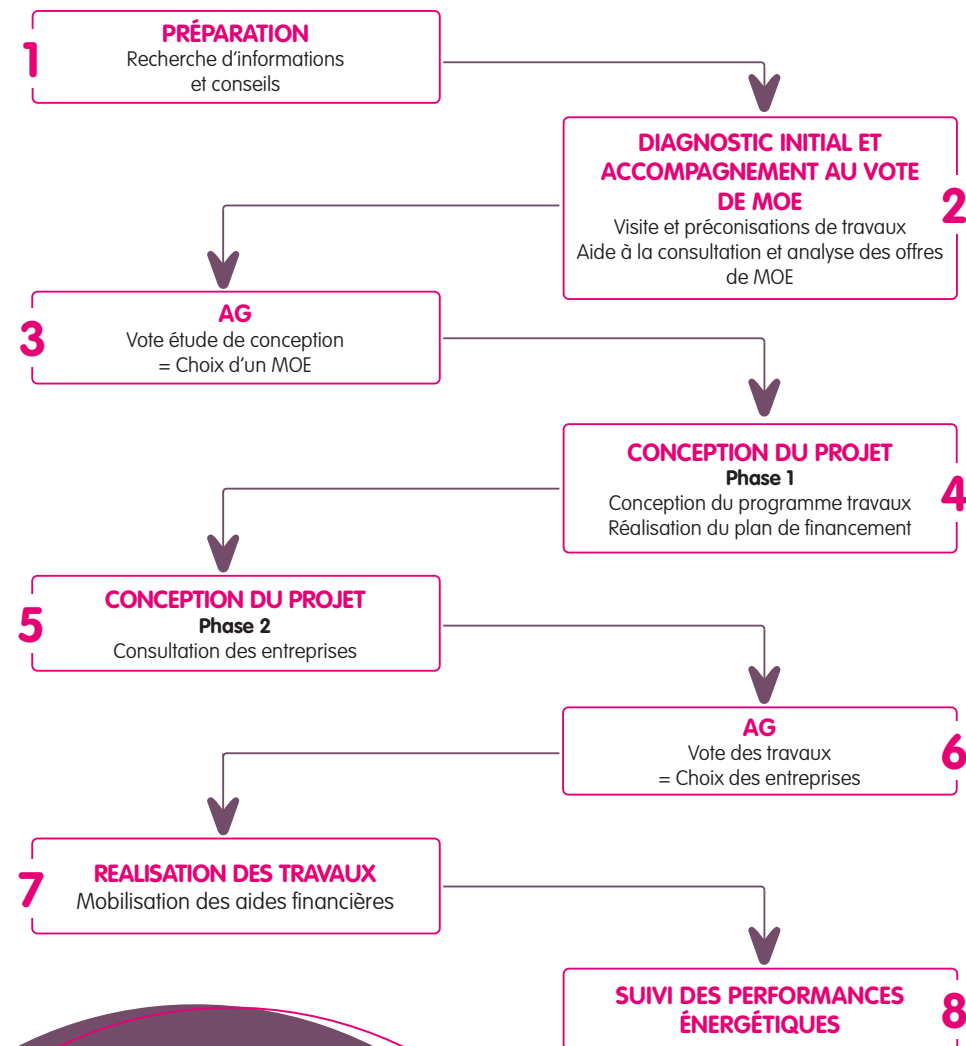 1
PRÉPARATION
Recherche d'informations
et conseils
2
DIAGNOSTIC INITIAL ET
ACCOMPAGNEMENT AU VOTE
DE MOE
Visite et préconisations de travaux
Aide à la consultation et analyse des offres
de MOE
3
AG
Vote étude de conception
= Choix d'un MOE
4
CONCEPTION DU PROJET
Phase 1
Conception du programme travaux
Réalisation du plan de financement
5
CONCEPTION DU PROJET
Phase 2
Consultation des entreprises
6
AG
Vote des travaux
= Choix des entreprises
7
REALISATION DES TRAVAUX
Mobilisation des aides financières
8
SUIVI DES PERFORMANCES
ÉNERGÉTIQUES